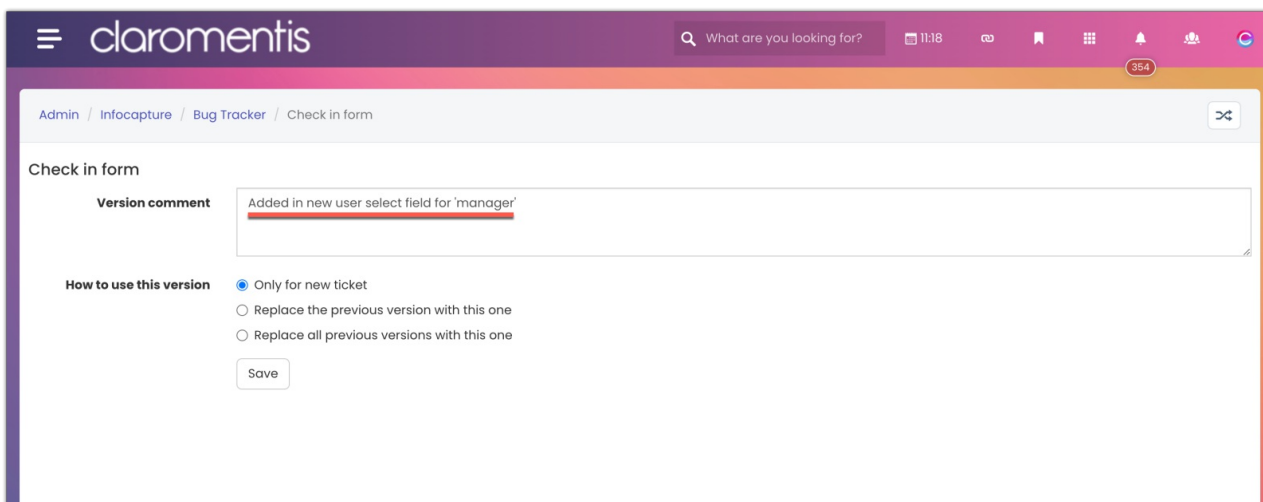 claromentis
What are you looking for?
11:18
354
Admin / Infocapture / Bug Tracker / Check in form
Check in form
Version comment
Added in new user select field for 'manager'
How to use this version
Only for new ticket
Replace the previous version with this one
Replace all previous versions with this one
Save